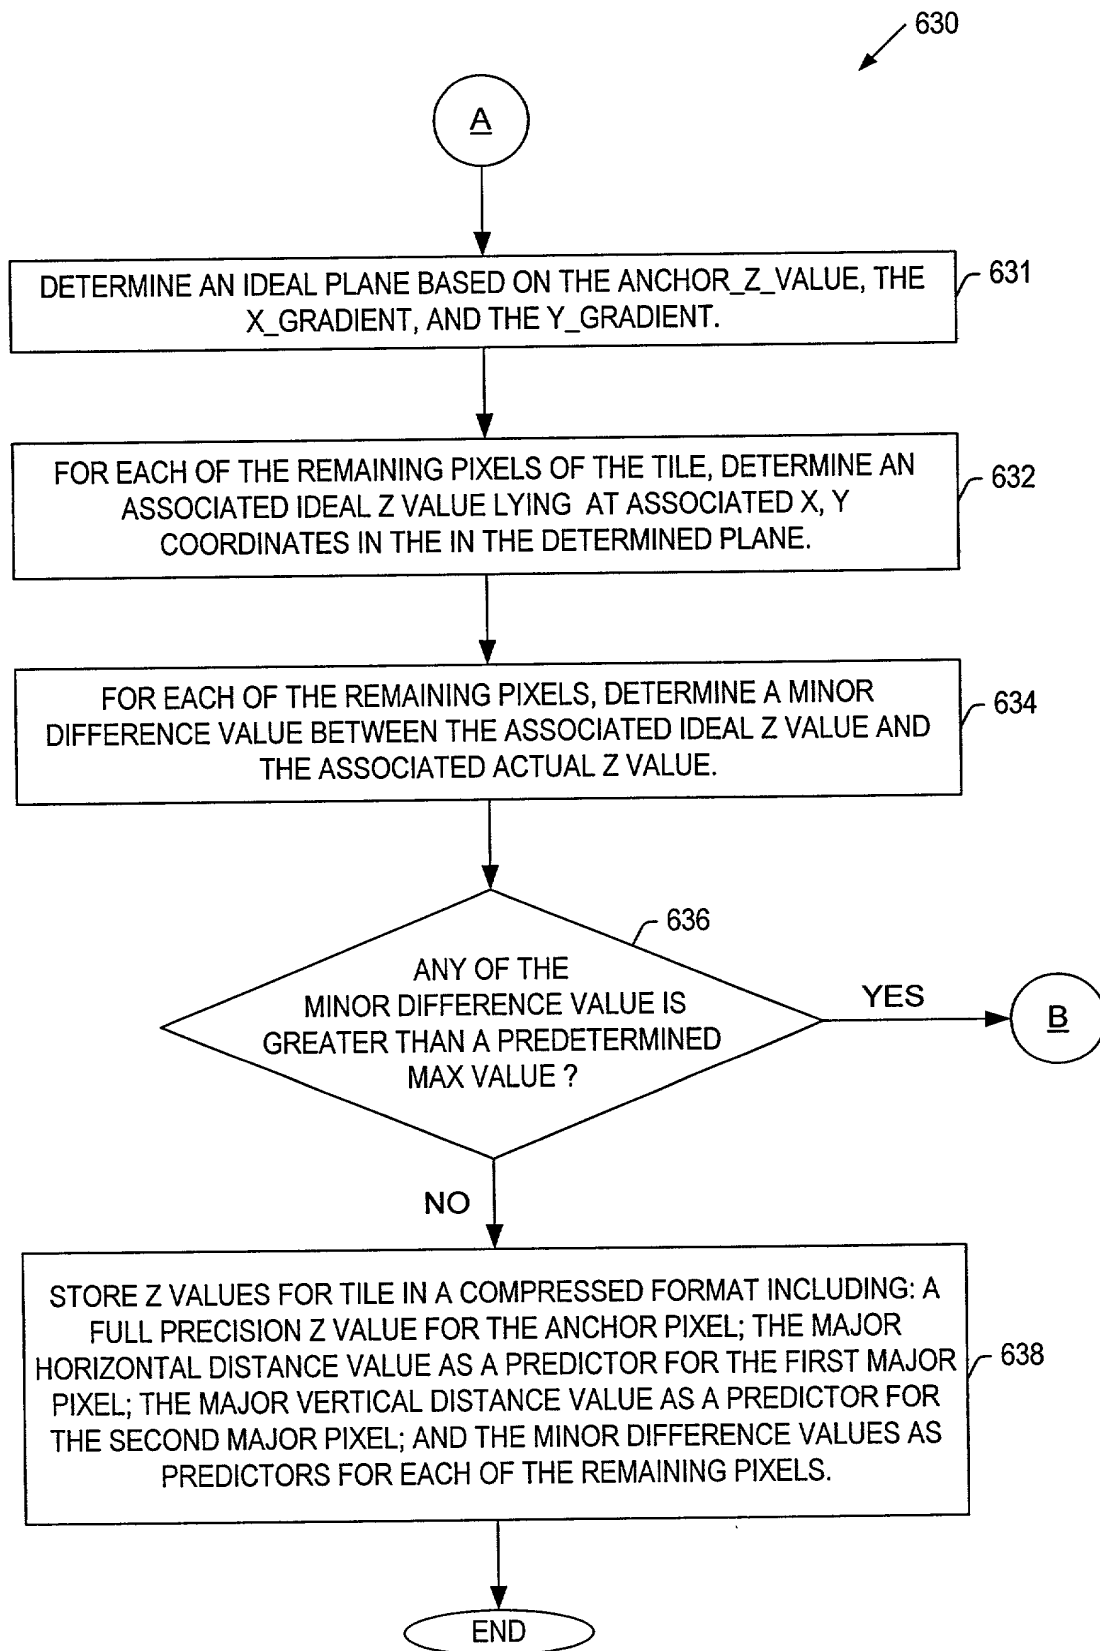 630
A
DETERMINE AN IDEAL PLANE BASED ON THE ANCHOR_Z_VALUE, THE
X_GRADIENT, AND THE Y_GRADIENT.
631
FOR EACH OF THE REMAINING PIXELS OF THE TILE, DETERMINE AN
ASSOCIATED IDEAL Z VALUE LYING AT ASSOCIATED X, Y
COORDINATES IN THE IN THE DETERMINED PLANE.
632
FOR EACH OF THE REMAINING PIXELS, DETERMINE A MINOR
DIFFERENCE VALUE BETWEEN THE ASSOCIATED IDEAL Z VALUE AND
THE ASSOCIATED ACTUAL Z VALUE.
634
636
ANY OF THE
MINOR DIFFERENCE VALUE IS
GREATER THAN A PREDETERMINED
MAX VALUE ?
YES
B
NO
STORE Z VALUES FOR TILE IN A COMPRESSED FORMAT INCLUDING: A
FULL PRECISION Z VALUE FOR THE ANCHOR PIXEL; THE MAJOR
HORIZONTAL DISTANCE VALUE AS A PREDICTOR FOR THE FIRST MAJOR
PIXEL; THE MAJOR VERTICAL DISTANCE VALUE AS A PREDICTOR FOR
THE SECOND MAJOR PIXEL; AND THE MINOR DIFFERENCE VALUES AS
PREDICTORS FOR EACH OF THE REMAINING PIXELS.
638
END